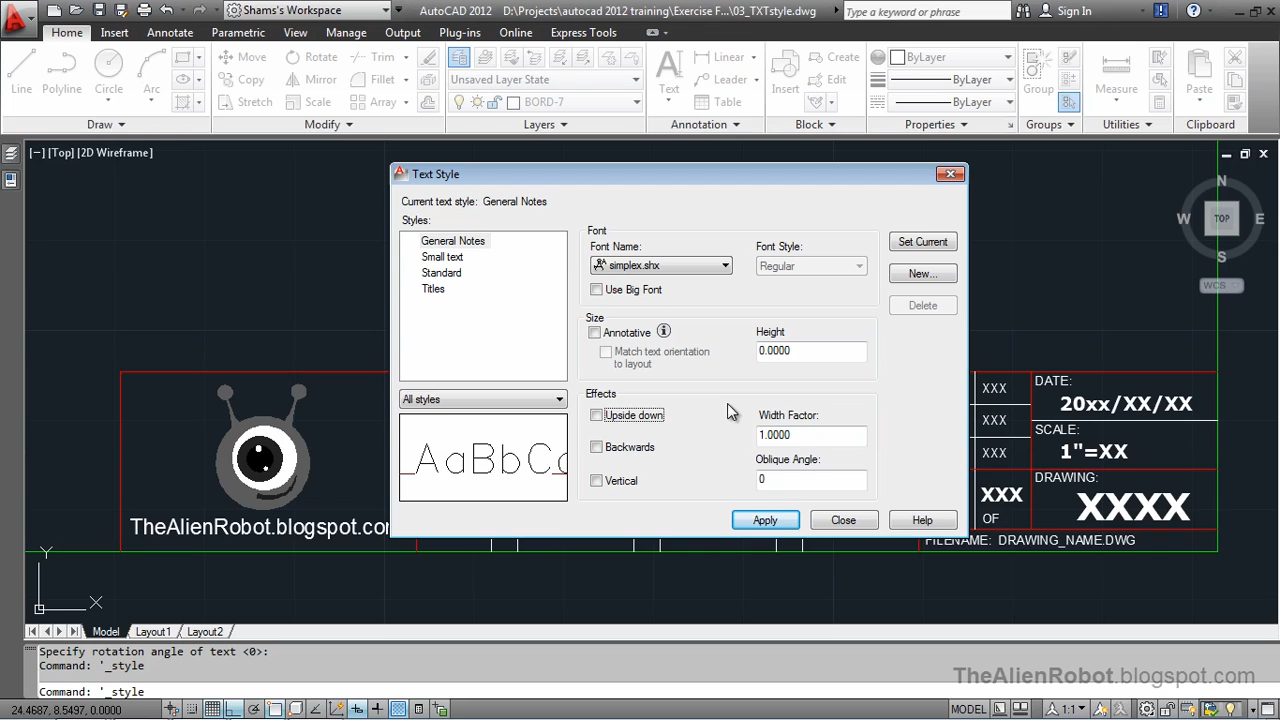 Shams's Workspace
AutoCAD 2012 D:\Projects\autocad 2012 training\Exercise F...\03_TXTstyle.dwg
Type a keyword or phrase
Sign In
Home Insert Annotate Parametric View Manage Output Plug-ins Online Express Tools
Line Polyline Circle Arc
Move Rotate Trim
Copy Mirror Fillet
Stretch Scale Array
Unsaved Layer State
BORD-7
Text
Linear
Leader
Table
Insert
Create
Edit
ByLayer
ByLayer
ByLayer
Group
Measure
Paste
Draw Modify Layers Annotation Block Properties Groups Utilities Clipboard
[−] [Top] [2D Wireframe]
N
W TOP E
S
WCS
Text Style
Current text style: General Notes
Styles:
General Notes
Small text
Standard
Titles
All styles
AaBbCc
Font
Font Name:
simplex.shx
Font Style:
Regular
Use Big Font
Size
Annotative
Match text orientation
to layout
Height
0.0000
Effects
Upside down
Backwards
Vertical
Width Factor:
1.0000
Oblique Angle:
0
Set Current
New...
Delete
Apply
Close
Help
TheAlienRobot.blogspot.com
XXX
XXX
XXX
XXX
OF
DATE:
20xx/XX/XX
SCALE:
1"=XX
DRAWING:
XXXX
FILENAME: DRAWING_NAME.DWG
Y
X
Model Layout1 Layout2
Specify rotation angle of text <0>:
Command: '_style
Command: '_style
TheAlienRobot.blogspot.com
24.4687, 8.5497, 0.0000
MODEL
1:1